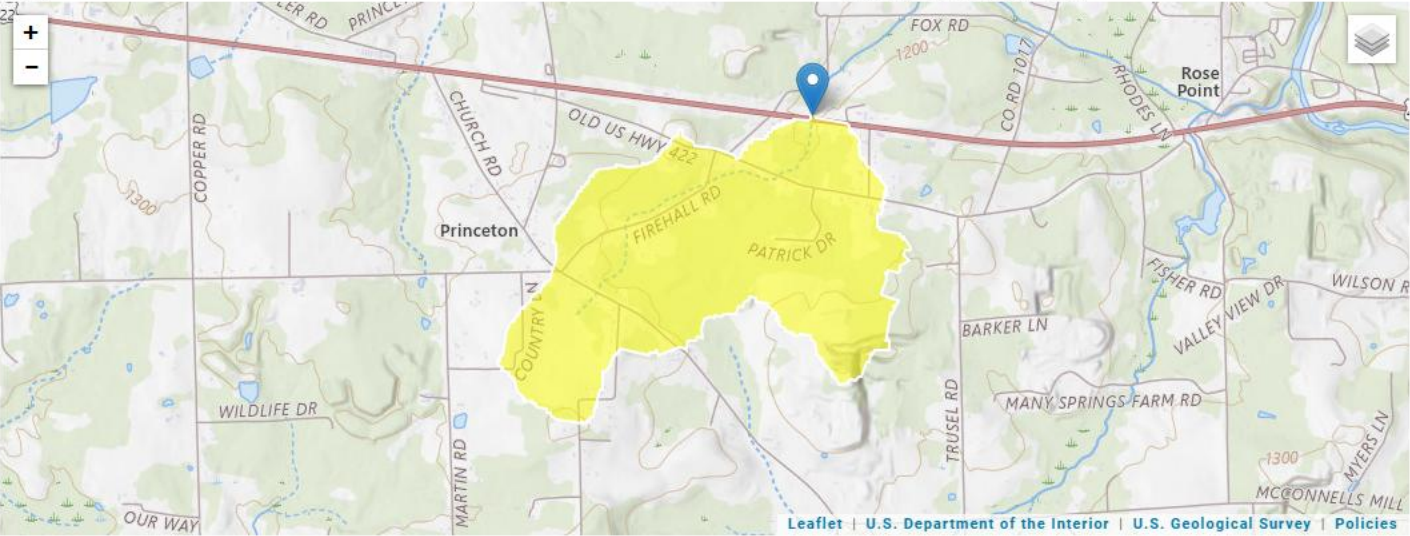 22
+
−
LER RD
PRINCET
FOX RD
1200
CO RD 1017
RHODES LN
Rose
Point
COPPER RD
CHURCH RD
OLD US HWY 422
1300
Princeton
FIREHALL RD
PATRICK DR
COUNTRY LN
FISHER RD
VALLEY VIEW DR
WILSON R
BARKER LN
WILDLIFE DR
MARTIN RD
TRUSEL RD
MANY SPRINGS FARM RD
MYERS LN
1300
MCCONNELLS MILL
OUR WAY
Leaflet | U.S. Department of the Interior | U.S. Geological Survey | Policies